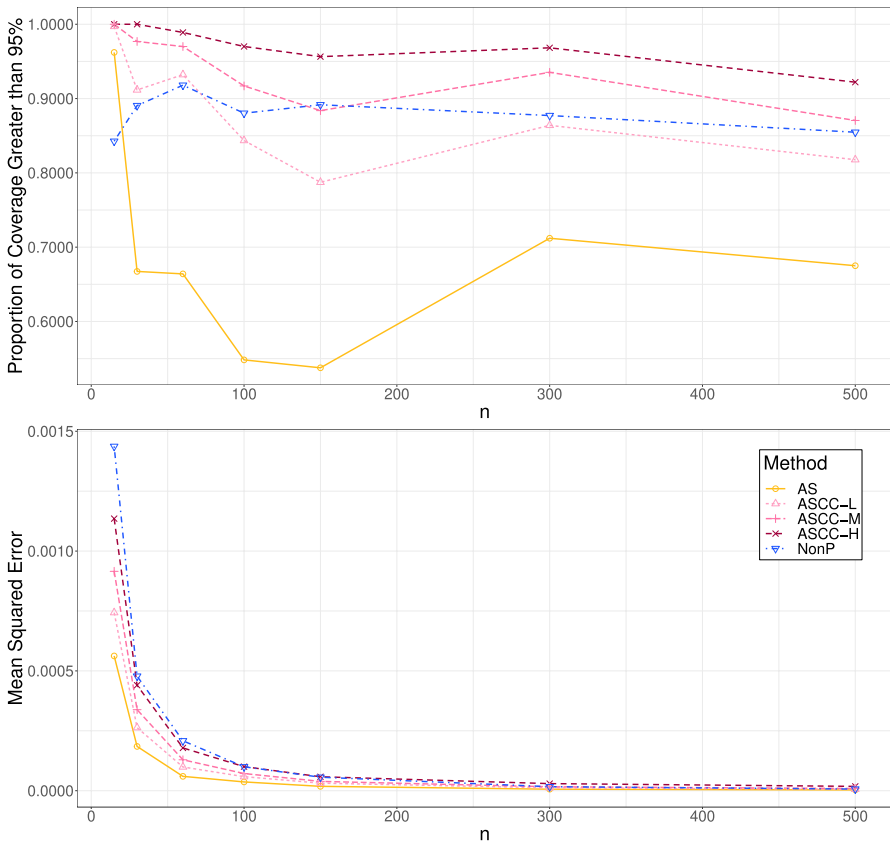 Proportion of Coverage Greater than 95%
1.0000
0.9000
0.8000
0.7000
0.6000
0 100 200 300 400 500
n
Mean Squared Error
0.0015
0.0010
0.0005
0.0000
Method
AS
ASCC-L
ASCC-M
ASCC-H
NonP
0 100 200 300 400 500
n